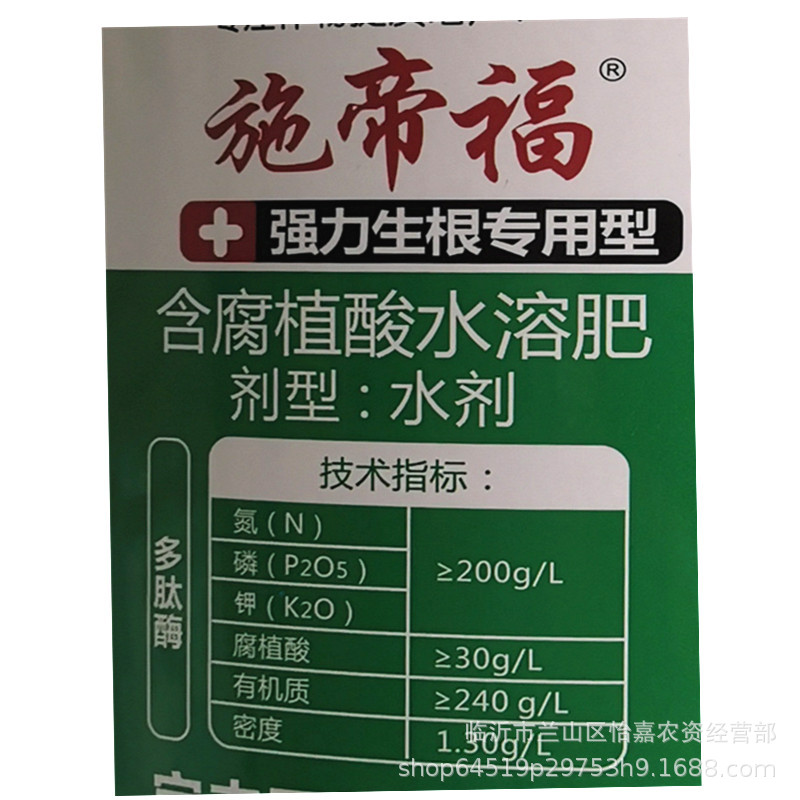 施帝福®
强力生根专用型
含腐植酸水溶肥
剂型：水剂
多肽酶
技术指标：
氮（N）
磷（P2O5）
钾（K2O）
≥200g/L
腐植酸 ≥30g/L
有机质 ≥240 g/L
密度 1.30g/L
临沂市兰山区怡嘉农资经营部
shop64519p29753h9.1688.com